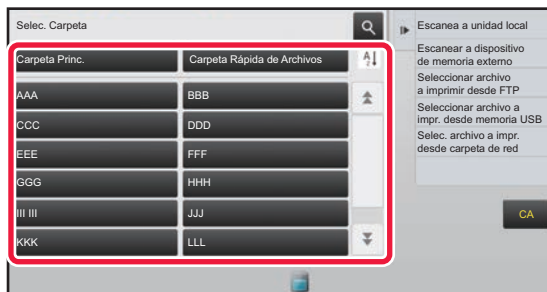 Selec. Carpeta
Carpeta Princ.
Carpeta Rápida de Archivos
AAA
BBB
CCC
DDD
EEE
FFF
GGG
HHH
III III
JJJ
KKK
LLL
Escanea a unidad local
Escanear a dispositivo
de memoria externo
Seleccionar archivo
a imprimir desde FTP
Seleccionar archivo a
impr. desde memoria USB
Selec. archivo a impr.
desde carpeta de red
CA